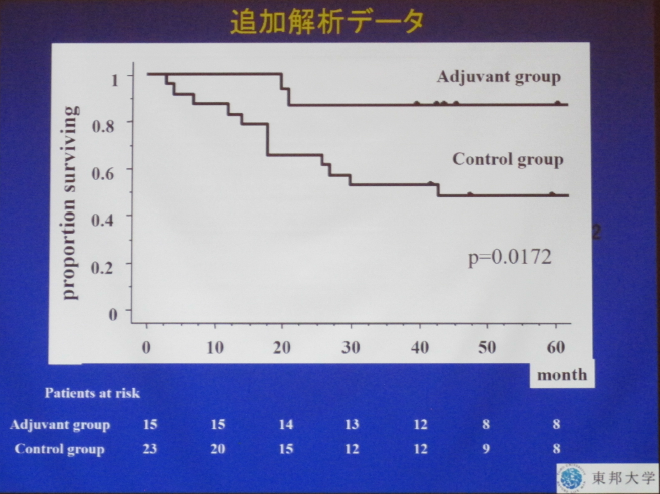 追加解析データ
proportion surviving
1
0.8
0.6
0.4
0.2
0
Adjuvant group
Control group
p=0.0172
2
0 10 20 30 40 50 60
month
Patients at risk
Adjuvant group 15 15 14 13 12 8 8
Control group 23 20 15 12 12 9 8
東邦大学